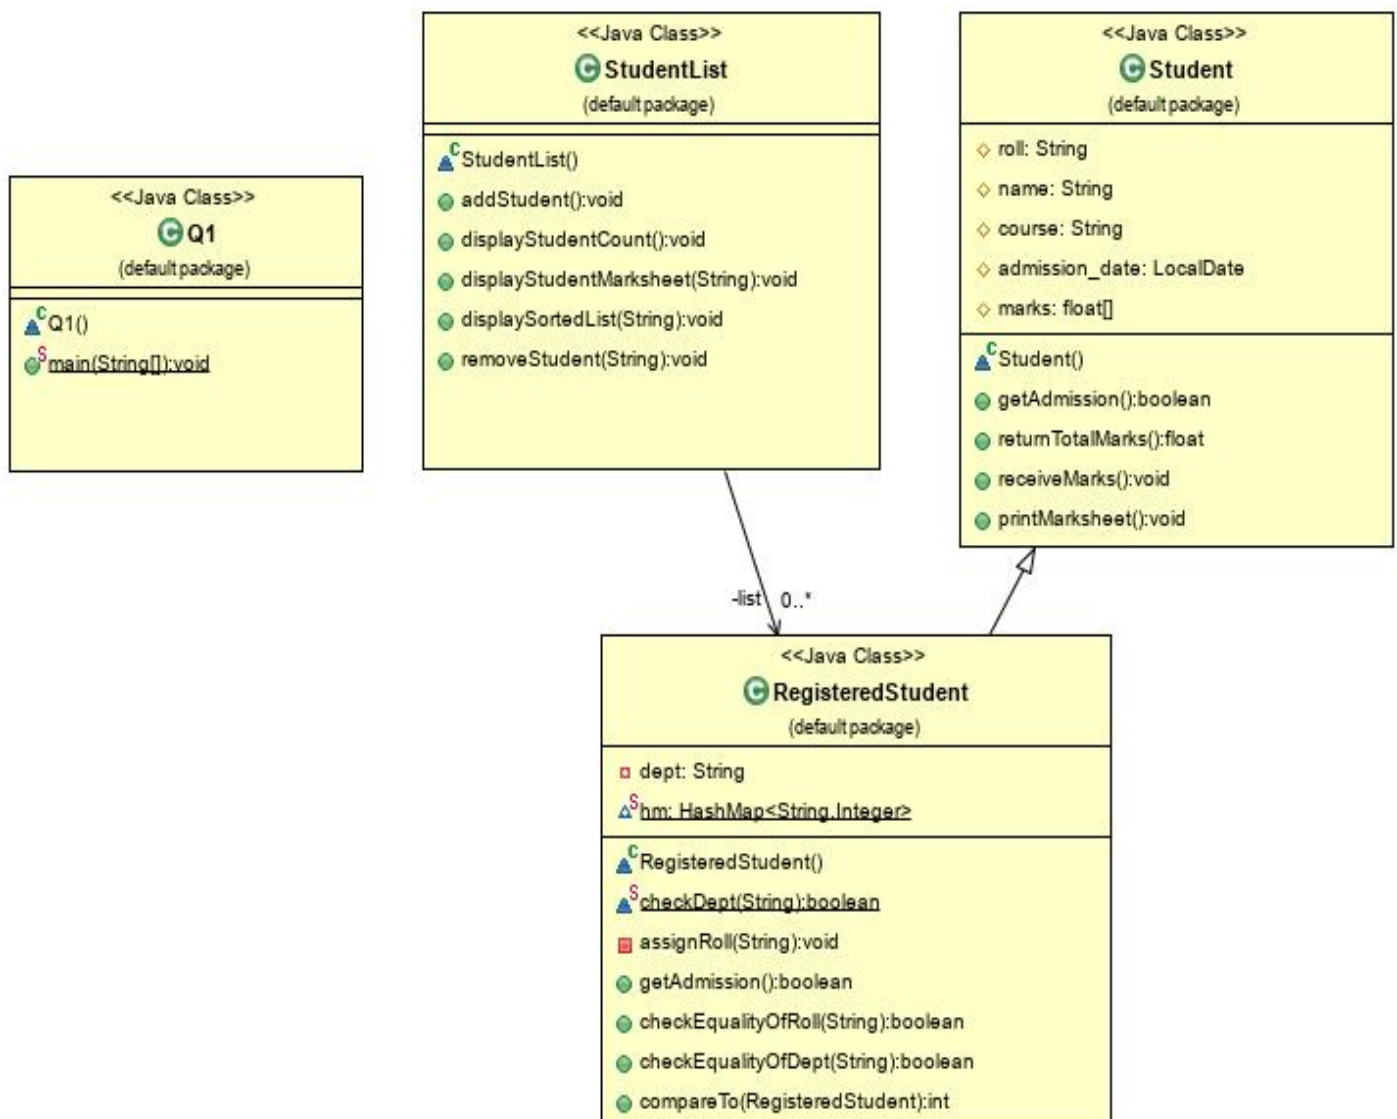 <<Java Class>>
Q1
(default package)
Q1()
main(String[]):void
<<Java Class>>
StudentList
(default package)
StudentList()
addStudent():void
displayStudentCount():void
displayStudentMarksheet(String):void
displaySortedList(String):void
removeStudent(String):void
<<Java Class>>
Student
(default package)
roll: String
name: String
course: String
admission_date: LocalDate
marks: float[]
Student()
getAdmission():boolean
returnTotalMarks():float
receiveMarks():void
printMarksheet():void
-list 0..*
<<Java Class>>
RegisteredStudent
(default package)
dept: String
hm: HashMap<String,Integer>
RegisteredStudent()
checkDept(String):boolean
assignRoll(String):void
getAdmission():boolean
checkEqualityOfRoll(String):boolean
checkEqualityOfDept(String):boolean
compareTo(RegisteredStudent):int